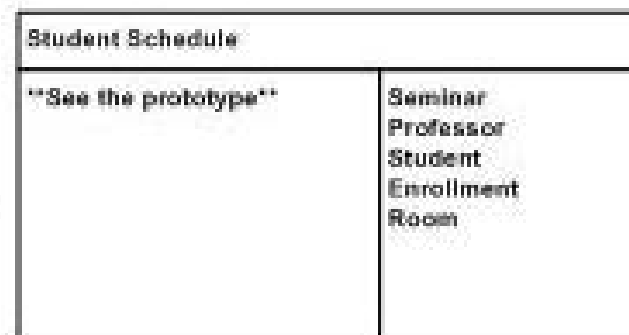 Student Schedule
**See the prototype**
Seminar
Professor
Student
Enrollment
Room